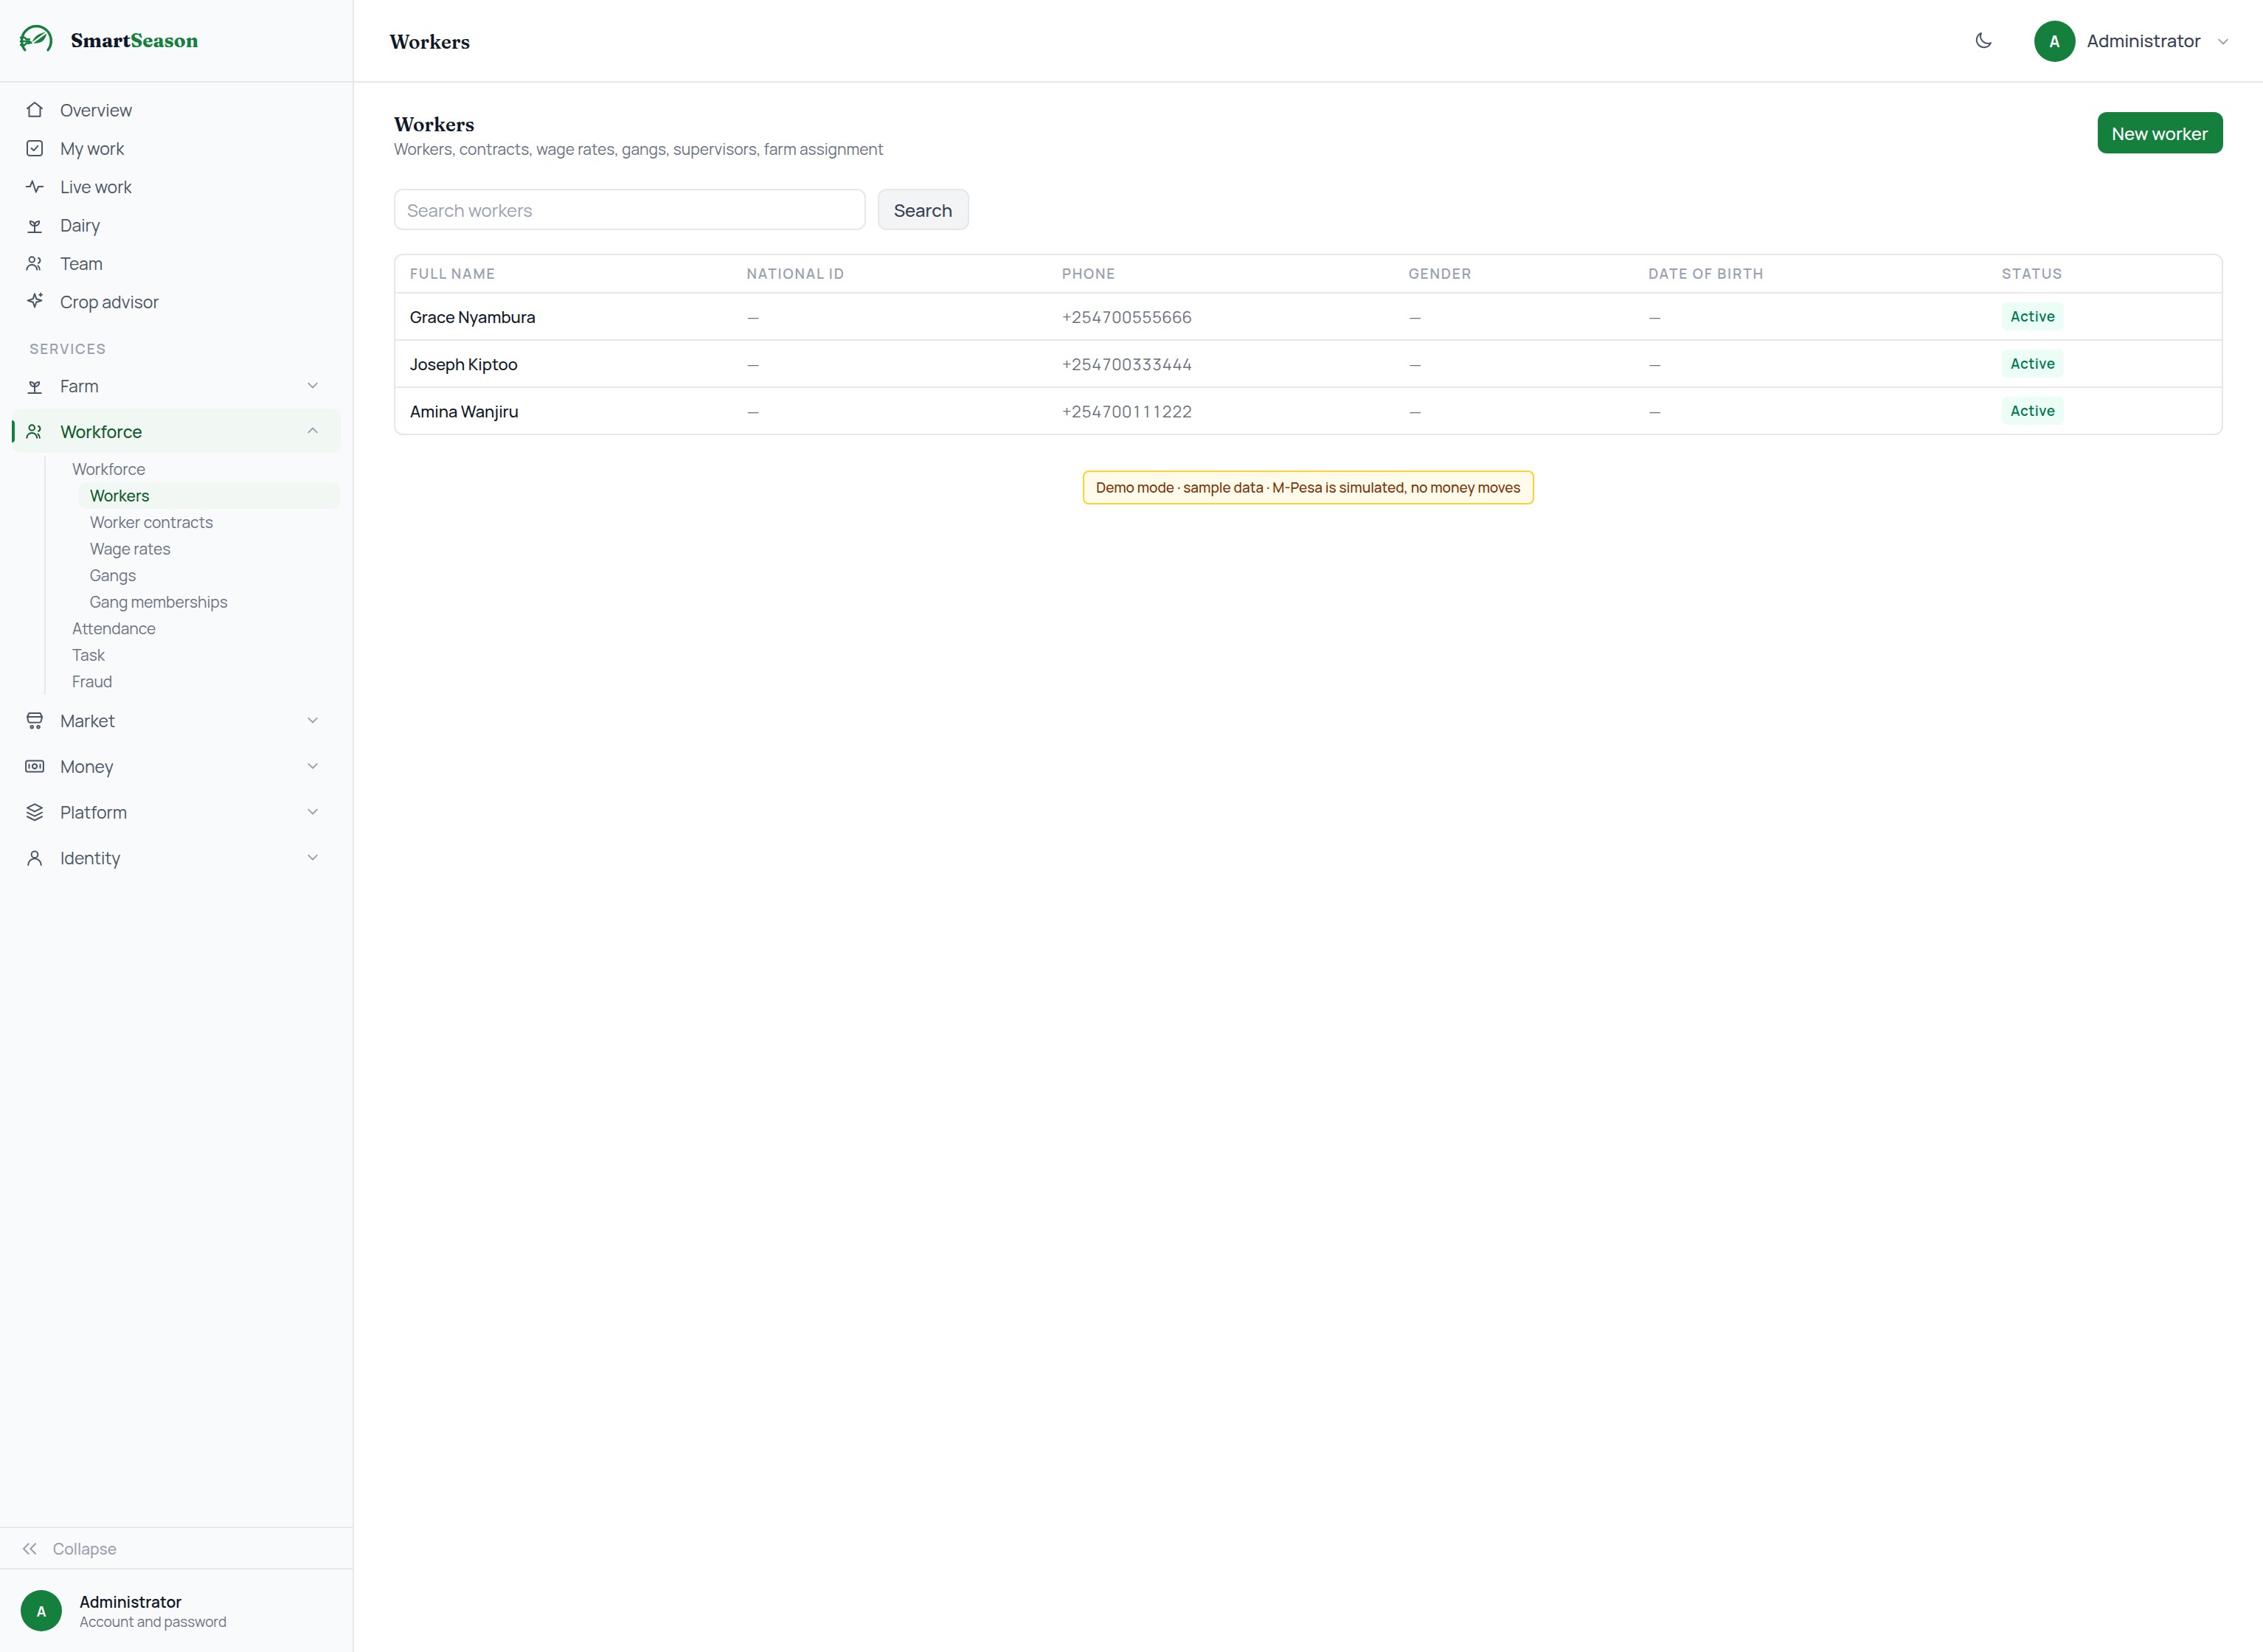 SmartSeason
Workers
A
Administrator
Overview
My work
Live work
Dairy
Team
Crop advisor
SERVICES
Farm
Workforce
Workforce
Workers
Worker contracts
Wage rates
Gangs
Gang memberships
Attendance
Task
Fraud
Market
Money
Platform
Identity
Collapse
A
Administrator
Account and password
Workers
Workers, contracts, wage rates, gangs, supervisors, farm assignment
New worker
Search workers
Search
FULL NAME NATIONAL ID PHONE GENDER DATE OF BIRTH STATUS
Grace Nyambura — +254700555666 — — Active
Joseph Kiptoo — +254700333444 — — Active
Amina Wanjiru — +254700111222 — — Active
Demo mode · sample data · M-Pesa is simulated, no money moves